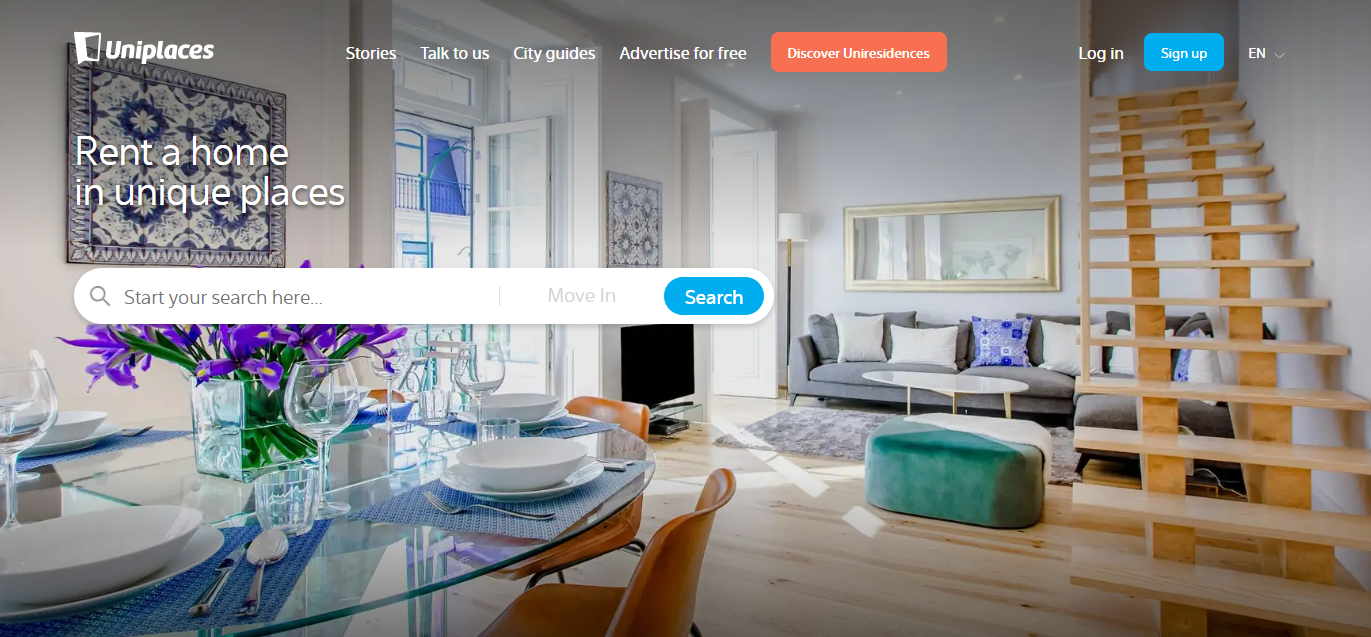 Uniplaces
Stories
Talk to us
City guides
Advertise for free
Discover Uniresidences
Log in
Sign up
EN
Rent a home
in unique places
Start your search here...
Move In
Search